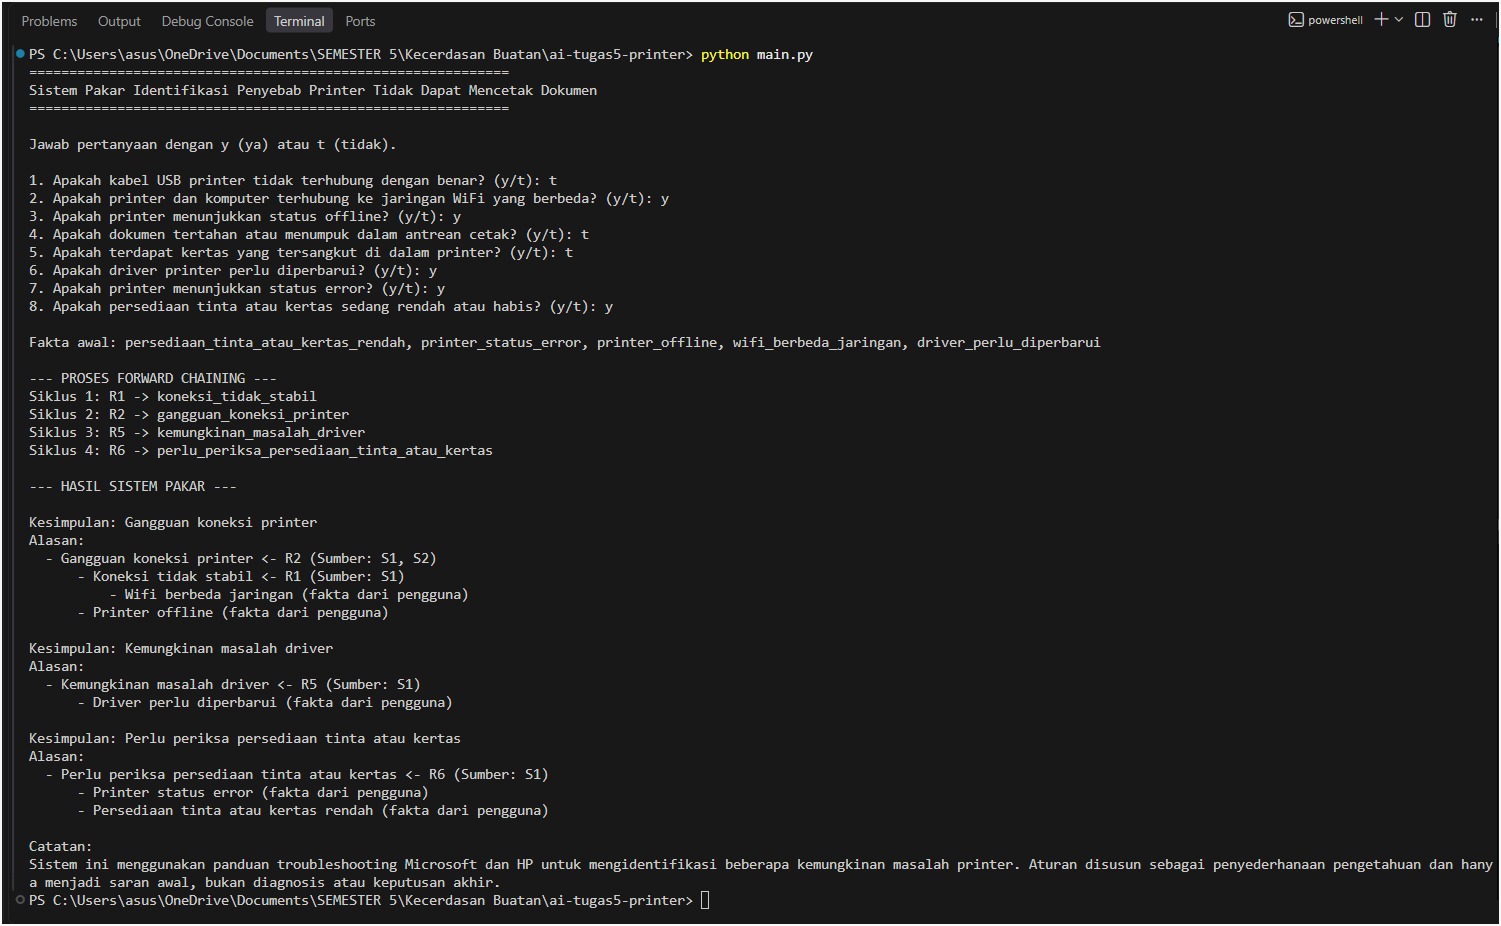 Problems Output Debug Console Terminal Ports powershell
PS C:\Users\asus\OneDrive\Documents\SEMESTER 5\Kecerdasan Buatan\ai-tugas5-printer> python main.py
============================================================
Sistem Pakar Identifikasi Penyebab Printer Tidak Dapat Mencetak Dokumen
============================================================
Jawab pertanyaan dengan y (ya) atau t (tidak).
1. Apakah kabel USB printer tidak terhubung dengan benar? (y/t): t
2. Apakah printer dan komputer terhubung ke jaringan WiFi yang berbeda? (y/t): y
3. Apakah printer menunjukkan status offline? (y/t): y
4. Apakah dokumen tertahan atau menumpuk dalam antrean cetak? (y/t): t
5. Apakah terdapat kertas yang tersangkut di dalam printer? (y/t): t
6. Apakah driver printer perlu diperbarui? (y/t): y
7. Apakah printer menunjukkan status error? (y/t): y
8. Apakah persediaan tinta atau kertas sedang rendah atau habis? (y/t): y
Fakta awal: persediaan_tinta_atau_kertas_rendah, printer_status_error, printer_offline, wifi_berbeda_jaringan, driver_perlu_diperbarui
--- PROSES FORWARD CHAINING ---
Siklus 1: R1 -> koneksi_tidak_stabil
Siklus 2: R2 -> gangguan_koneksi_printer
Siklus 3: R5 -> kemungkinan_masalah_driver
Siklus 4: R6 -> perlu_periksa_persediaan_tinta_atau_kertas
--- HASIL SISTEM PAKAR ---
Kesimpulan: Gangguan koneksi printer
Alasan:
- Gangguan koneksi printer <- R2 (Sumber: S1, S2)
- Koneksi tidak stabil <- R1 (Sumber: S1)
- Wifi berbeda jaringan (fakta dari pengguna)
- Printer offline (fakta dari pengguna)
Kesimpulan: Kemungkinan masalah driver
Alasan:
- Kemungkinan masalah driver <- R5 (Sumber: S1)
- Driver perlu diperbarui (fakta dari pengguna)
Kesimpulan: Perlu periksa persediaan tinta atau kertas
Alasan:
- Perlu periksa persediaan tinta atau kertas <- R6 (Sumber: S1)
- Printer status error (fakta dari pengguna)
- Persediaan tinta atau kertas rendah (fakta dari pengguna)
Catatan:
Sistem ini menggunakan panduan troubleshooting Microsoft dan HP untuk mengidentifikasi beberapa kemungkinan masalah printer. Aturan disusun sebagai penyederhanaan pengetahuan dan hany
a menjadi saran awal, bukan diagnosis atau keputusan akhir.
PS C:\Users\asus\OneDrive\Documents\SEMESTER 5\Kecerdasan Buatan\ai-tugas5-printer>